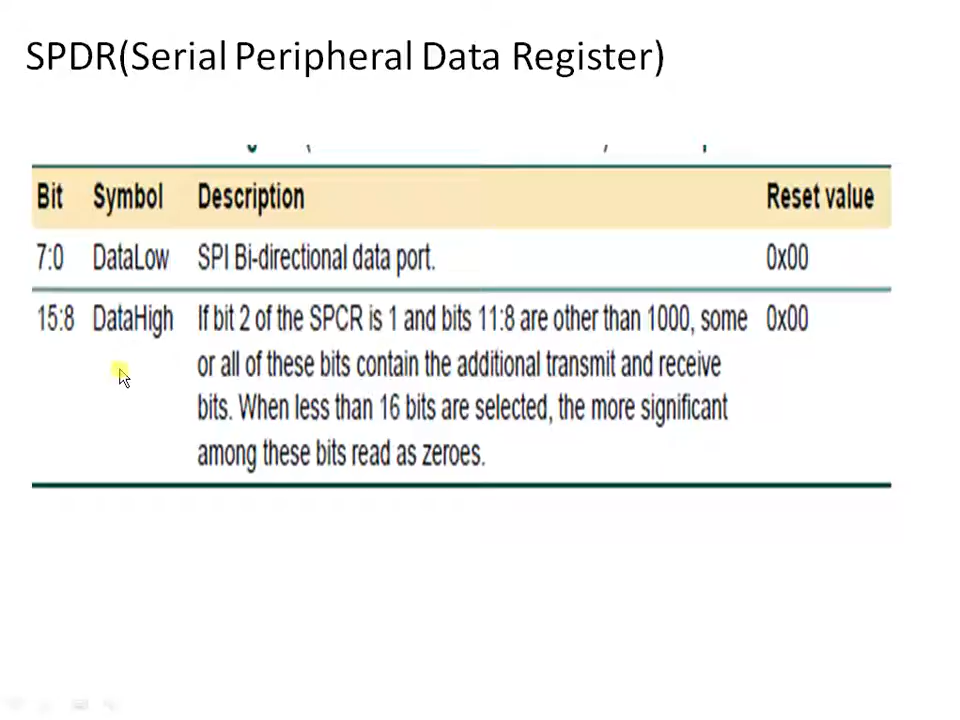 SPDR(Serial Peripheral Data Register)
Bit Symbol Description Reset value
7:0 DataLow SPI Bi-directional data port. 0x00
15:8 DataHigh If bit 2 of the SPCR is 1 and bits 11:8 are other than 1000, some 0x00
or all of these bits contain the additional transmit and receive
bits. When less than 16 bits are selected, the more significant
among these bits read as zeroes.